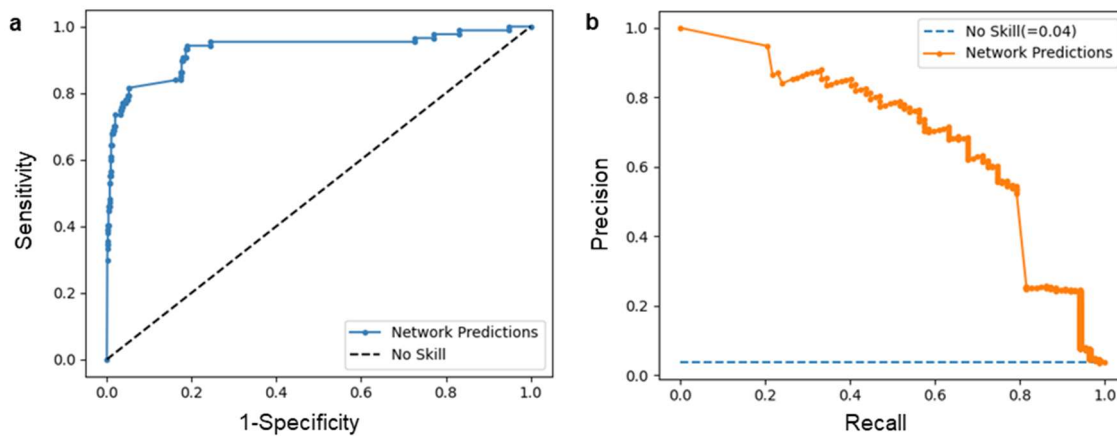 a
1.0
0.8
0.6
0.4
0.2
0.0
Sensitivity
0.0 0.2 0.4 0.6 0.8 1.0
1-Specificity
Network Predictions
No Skill
b
1.0
0.8
0.6
0.4
0.2
0.0
Precision
0.0 0.2 0.4 0.6 0.8 1.0
Recall
No Skill(=0.04)
Network Predictions